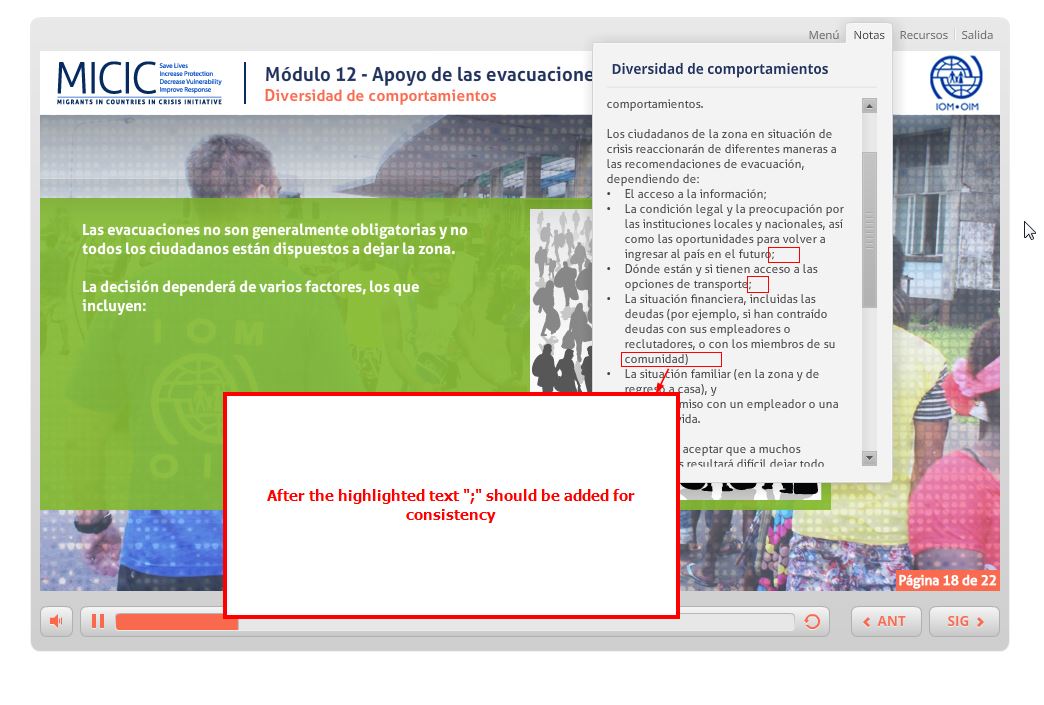 Menú Notas Recursos Salida
MICIC Save Lives
Increase Protection
Decrease Vulnerability
Improve Response
MIGRANTS IN COUNTRIES IN CRISIS INITIATIVE
Módulo 12 - Apoyo de las evacuacione
Diversidad de comportamientos
IOM•OIM
Las evacuaciones no son generalmente obligatorias y no
todos los ciudadanos están dispuestos a dejar la zona.
La decisión dependerá de varios factores, los que
incluyen:
IOM
Diversidad de comportamientos
comportamientos.
Los ciudadanos de la zona en situación de
crisis reaccionarán de diferentes maneras a
las recomendaciones de evacuación,
dependiendo de:
• El acceso a la información;
• La condición legal y la preocupación por
las instituciones locales y nacionales, así
como las oportunidades para volver a
ingresar al país en el futuro;
• Dónde están y si tienen acceso a las
opciones de transporte;
• La situación financiera, incluidas las
deudas (por ejemplo, si han contraído
deudas con sus empleadores o
reclutadores, o con los miembros de su
comunidad)
• La situación familiar (en la zona y de
regreso a casa), y
miso con un empleador o una
vida.
aceptar que a muchos
s resultará difícil dejar todo
After the highlighted text ";" should be added for
consistency
Página 18 de 22
ANT SIG